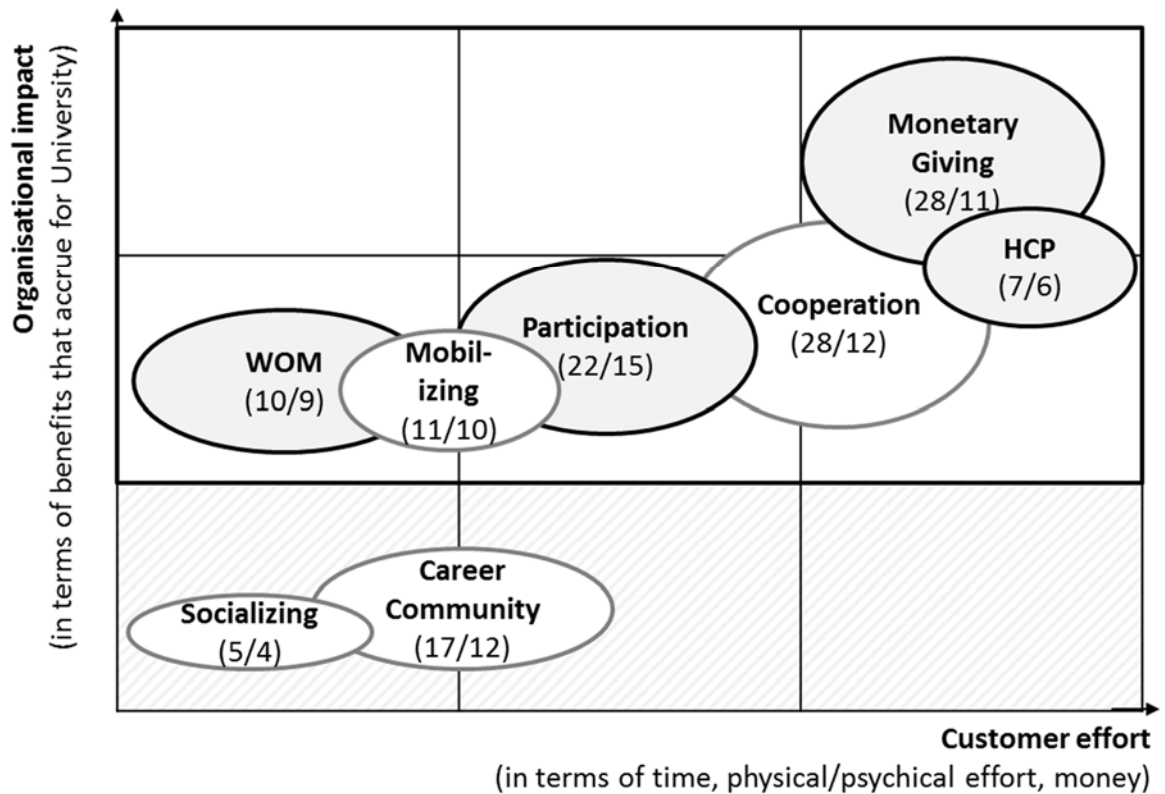 Organisational impact
(in terms of benefits that accrue for University)
Monetary
Giving
(28/11)
HCP
(7/6)
Cooperation
(28/12)
Participation
(22/15)
WOM
(10/9)
Mobil-
izing
(11/10)
Career
Community
(17/12)
Socializing
(5/4)
Customer effort
(in terms of time, physical/psychical effort, money)